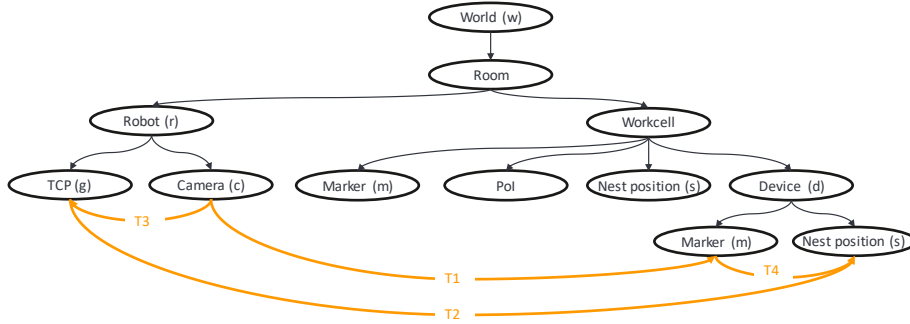 World (w)
Room
Robot (r)
Workcell
TCP (g)
Camera (c)
Marker (m)
PoI
Nest position (s)
Device (d)
T3
Marker (m)
Nest position (s)
T4
T1
T2